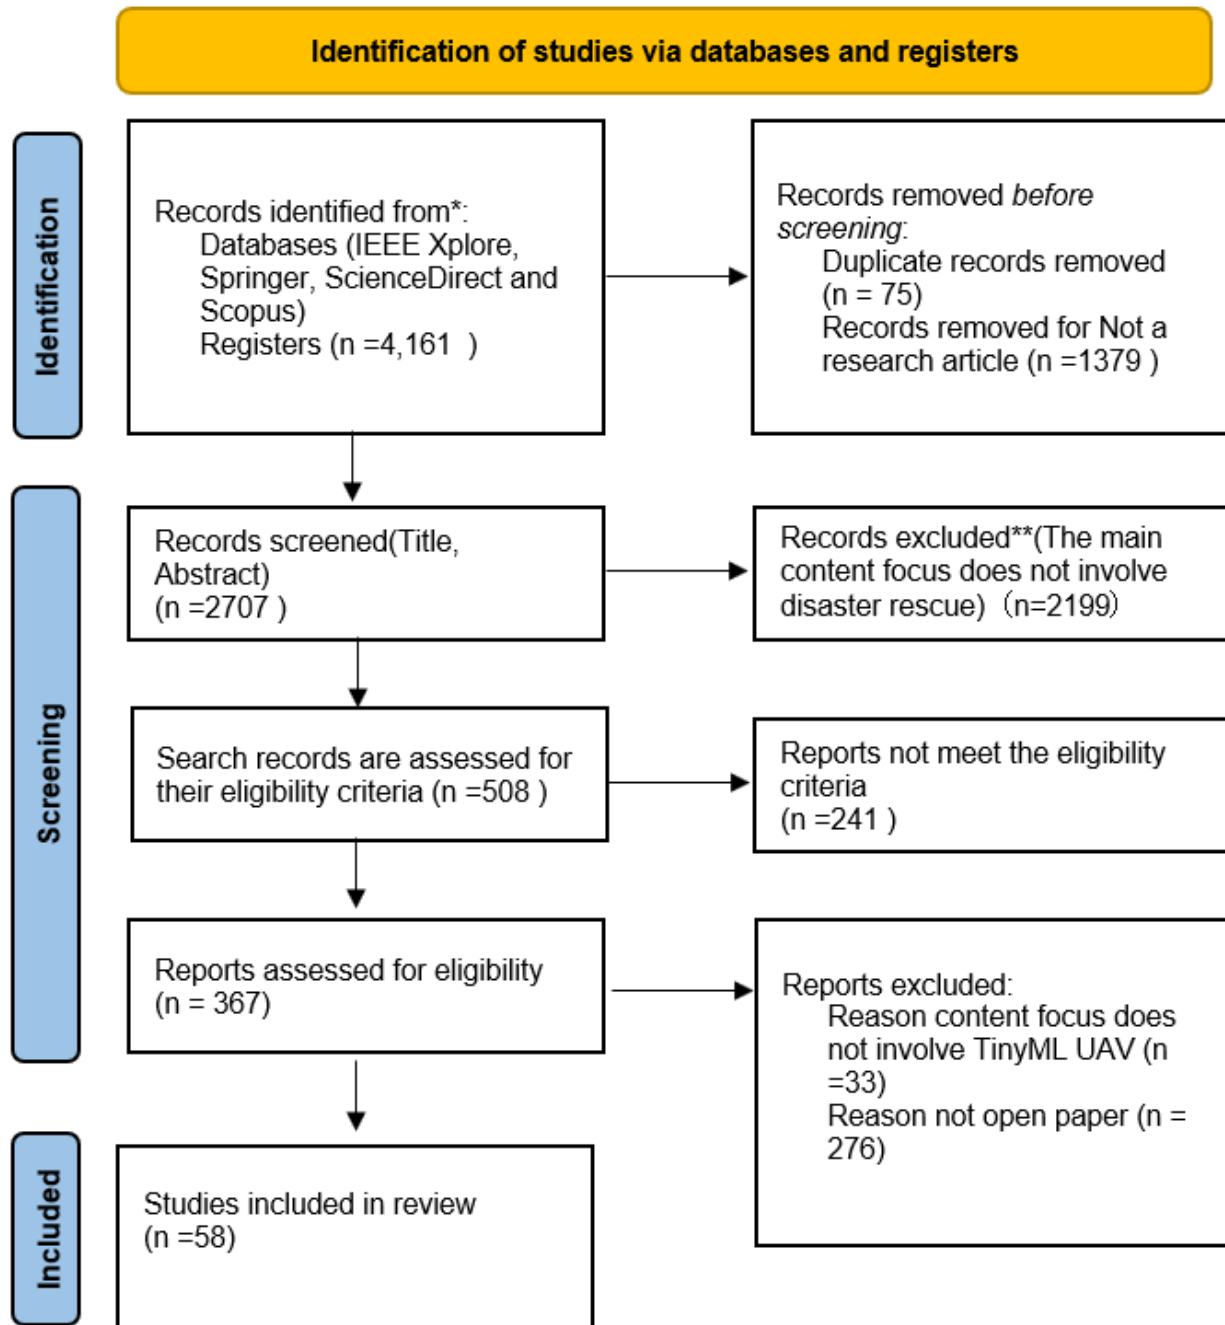 Identification of studies via databases and registers
Identification
Records identified from*:
Databases (IEEE Xplore,
Springer, ScienceDirect and
Scopus)
Registers (n =4,161  )
Records removed before
screening:
Duplicate records removed
(n = 75)
Records removed for Not a
research article (n =1379 )
Screening
Records screened(Title,
Abstract)
(n =2707 )
Records excluded**(The main
content focus does not involve
disaster rescue)（n=2199）
Search records are assessed for
their eligibility criteria (n =508 )
Reports not meet the eligibility
criteria
(n =241 )
Reports assessed for eligibility
(n = 367)
Reports excluded:
Reason content focus does
not involve TinyML UAV (n
=33)
Reason not open paper (n =
276)
Included
Studies included in review
(n =58)